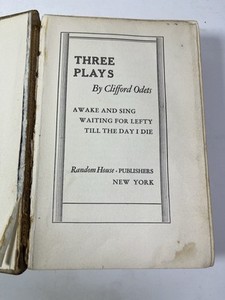 THREE
PLAYS
By Clifford Odets
AWAKE AND SING
WAITING FOR LEFTY
TILL THE DAY I DIE
Random House · PUBLISHERS
NEW YORK